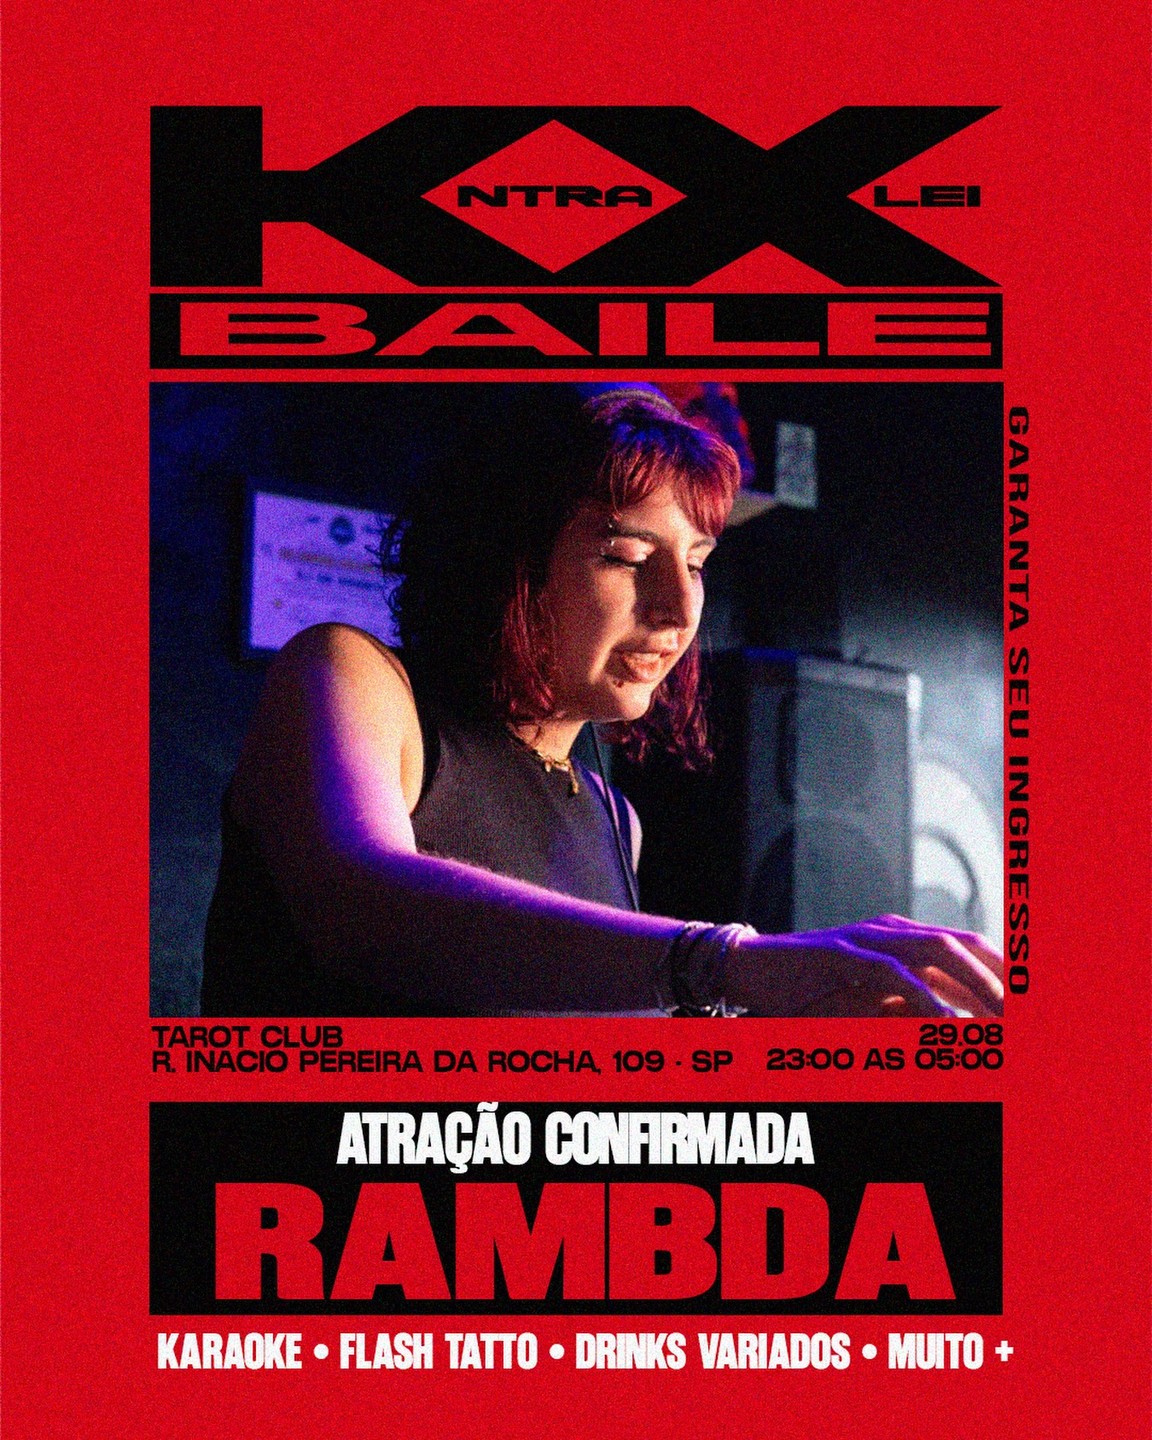 KXNTRA LEI
BAILE
GARANTA SEU INGRESSO
TAROT CLUB
R. INACIO PEREIRA DA ROCHA, 109 · SP
29.08
23:00 AS 05:00
ATRAÇÃO CONFIRMADA
RAMBDA
KARAOKE • FLASH TATTO • DRINKS VARIADOS • MUITO +